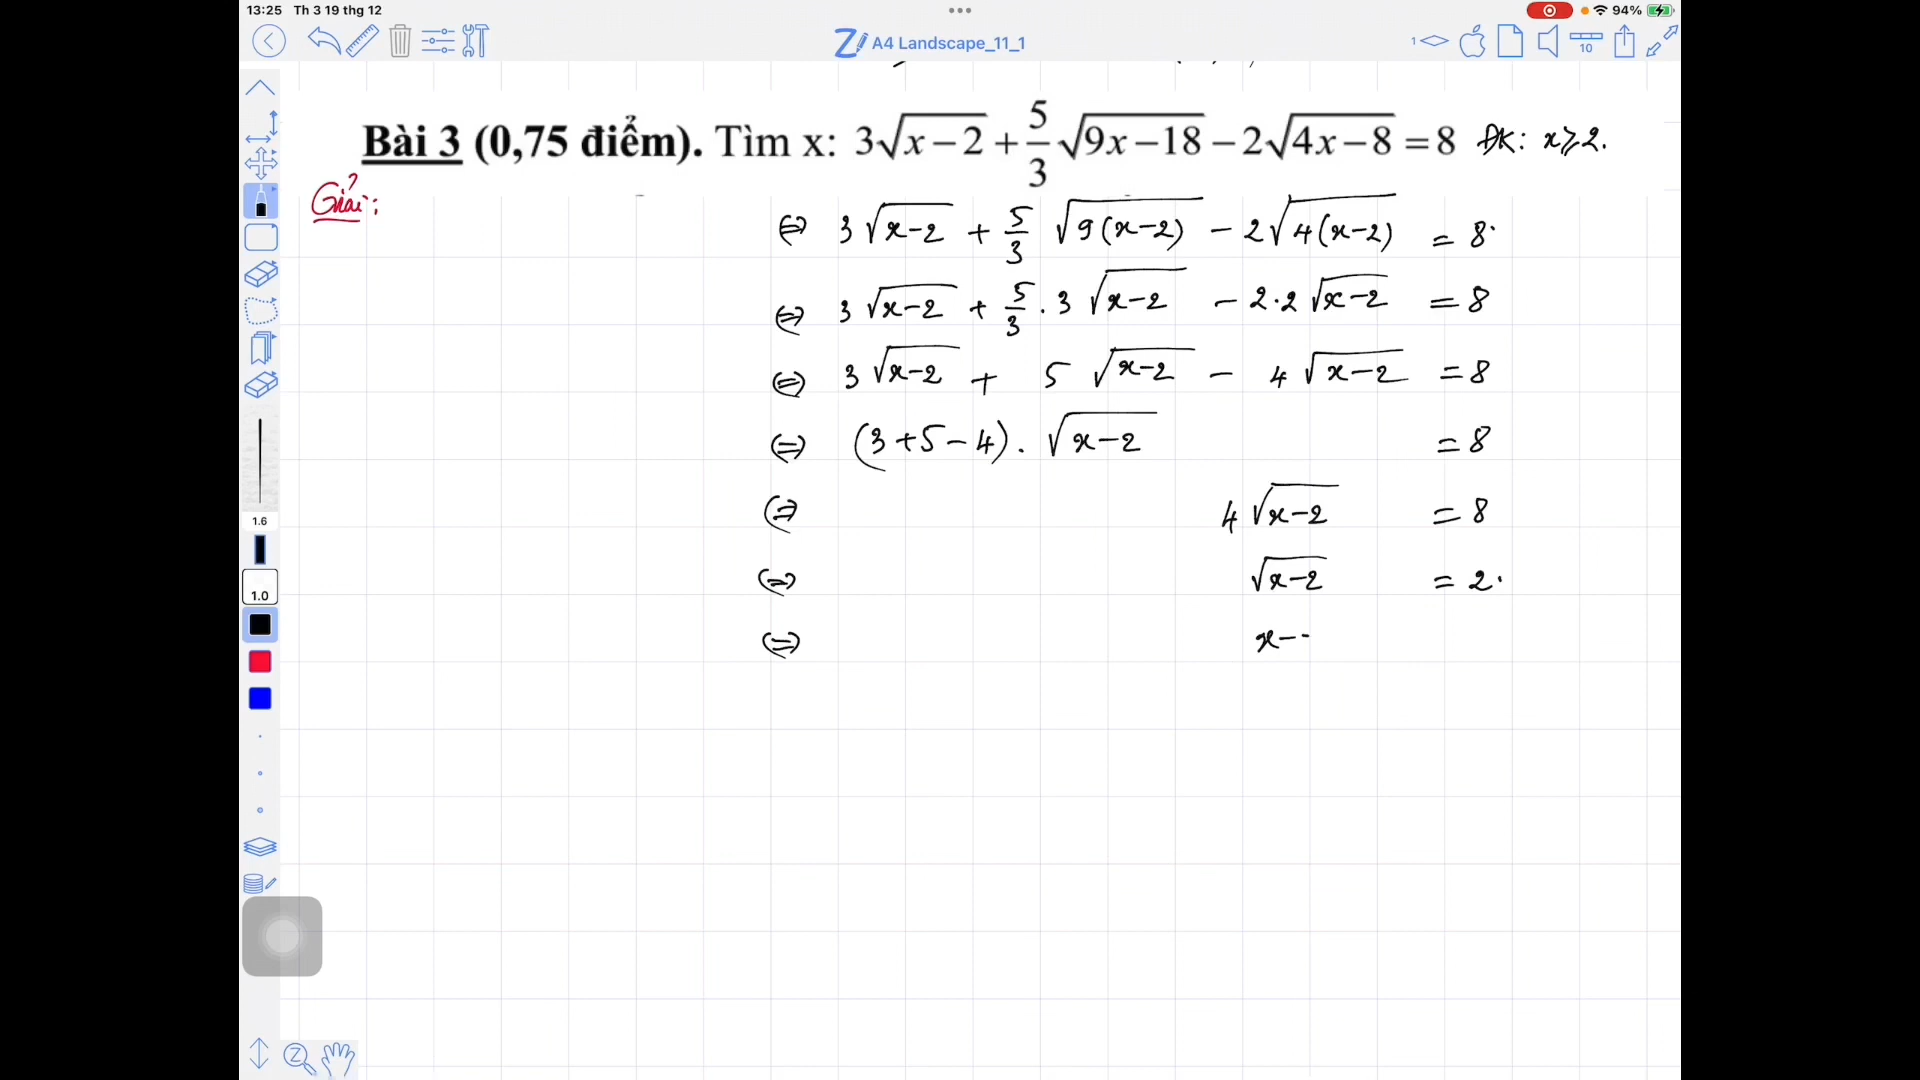 13:25 Th 3 19 thg 12
94%
A4 Landscape_11_1
1
10
Bài 3 (0,75 điểm). Tìm x: 3√(x−2) + 5/3 √(9x−18) − 2√(4x−8) = 8 ĐK: x ⩾ 2.
Giải:
⇔ 3√(x−2) + 5/3 √(9(x−2)) − 2√(4(x−2)) = 8.
⇔ 3√(x−2) + 5/3 . 3√(x−2) − 2.2√(x−2) = 8
⇔ 3√(x−2) + 5√(x−2) − 4√(x−2) = 8
⇔ (3+5−4). √(x−2) = 8
⇔ 4√(x−2) = 8
⇔ √(x−2) = 2.
⇔ x−
1.6
1.0